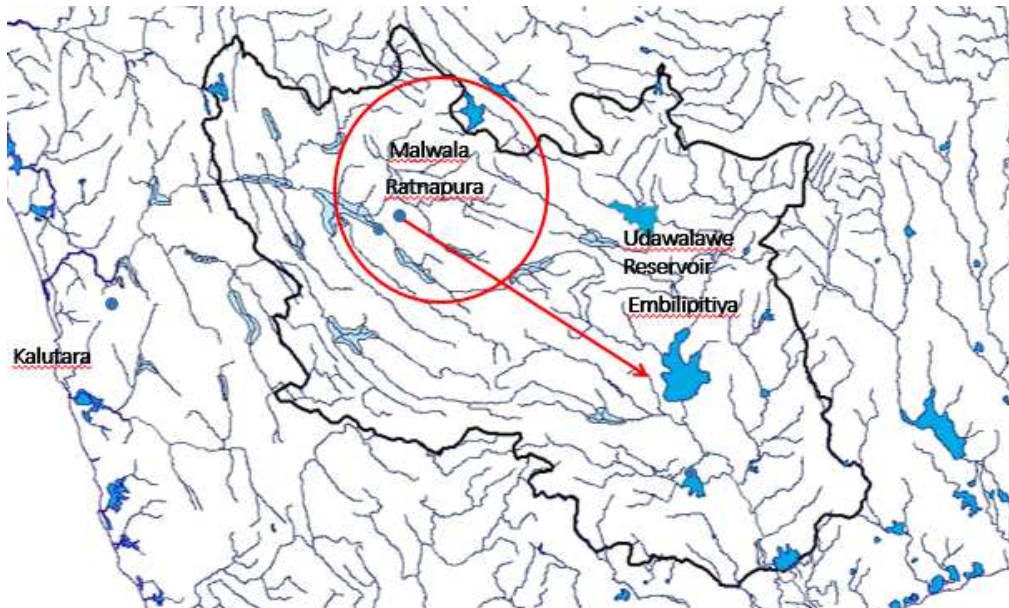 Malwala
Ratnapura
Udawalawe
Reservoir
Embilipitiya
Kalutara